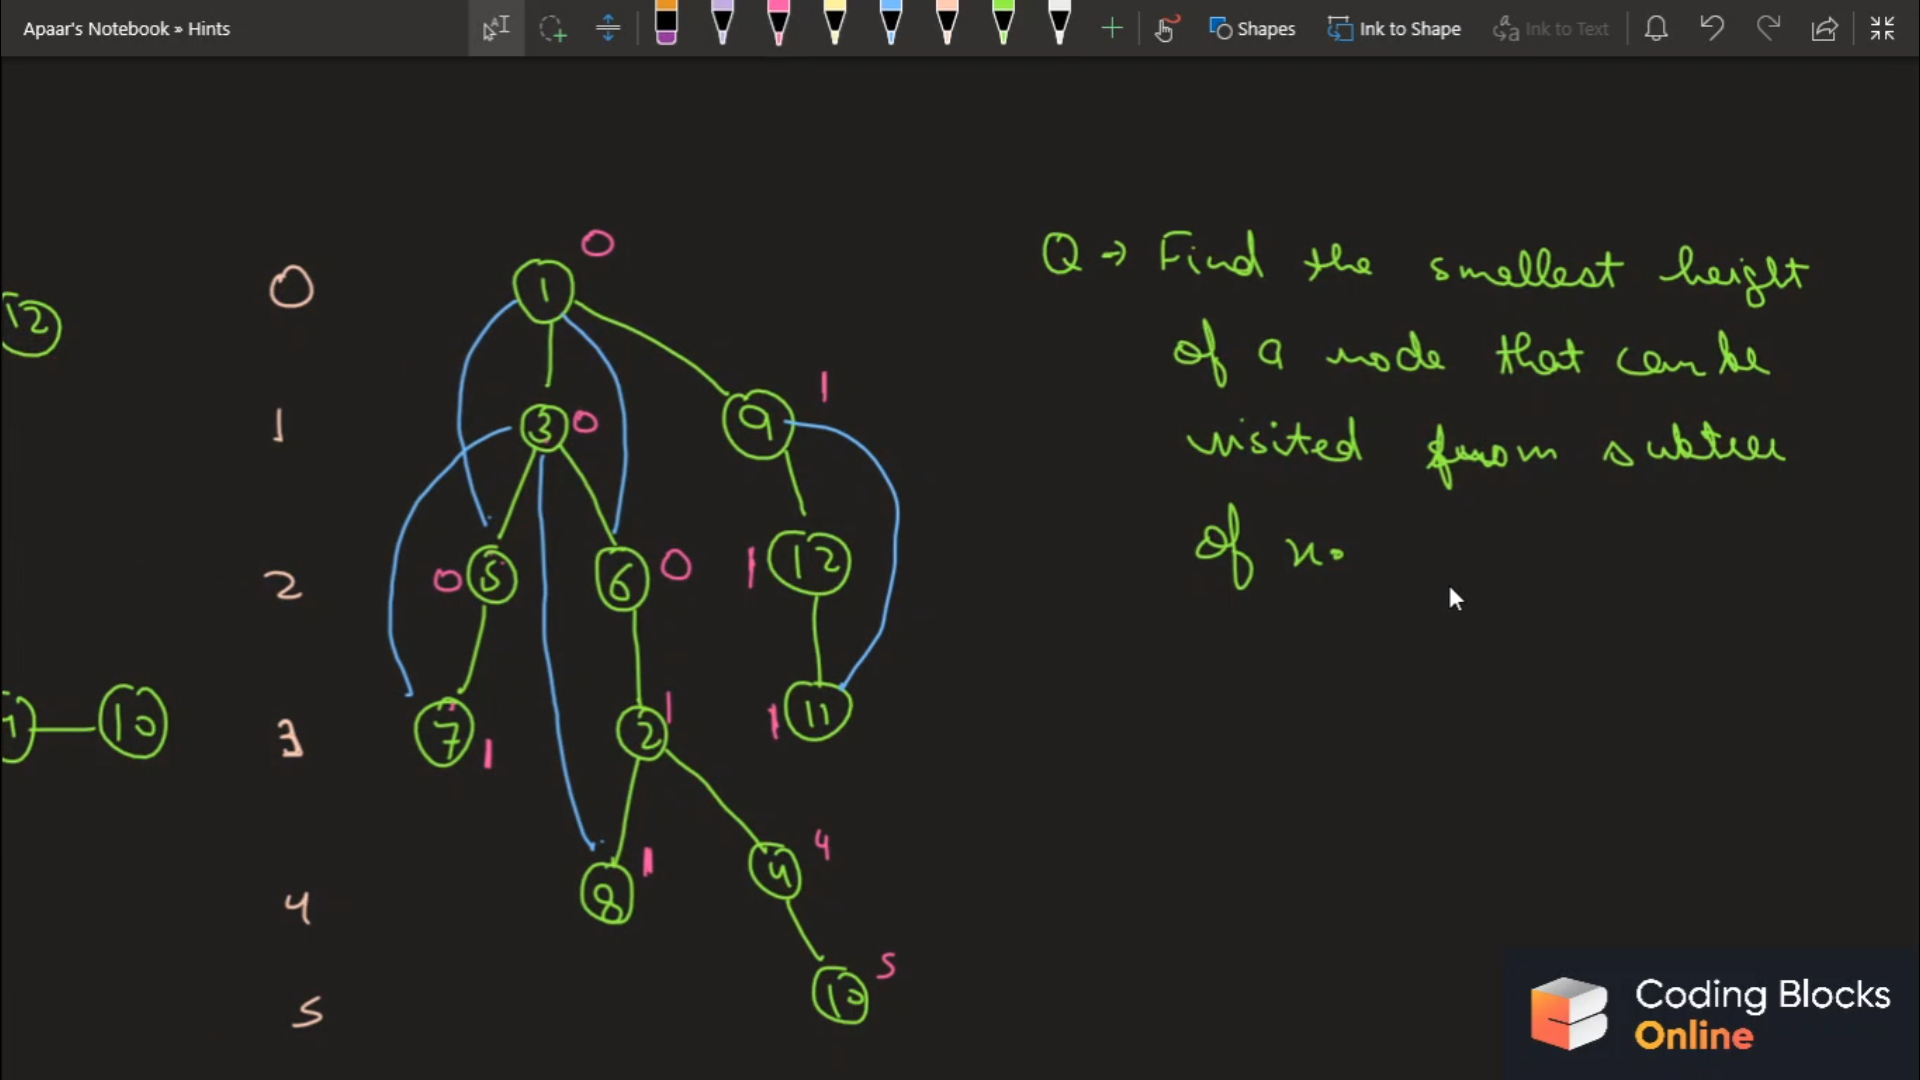 Apaar's Notebook » Hints
Shapes
Ink to Shape
Ink to Text
Q → Find the smallest height
of a node that can be
visited from subtree
of x.
0
0 1
12
1
1 3 0 9
2 0 5 6 0 1 12
10 3 7 1 2 1 1 11
4 8 1 4 4
5 10 5
Coding Blocks
Online